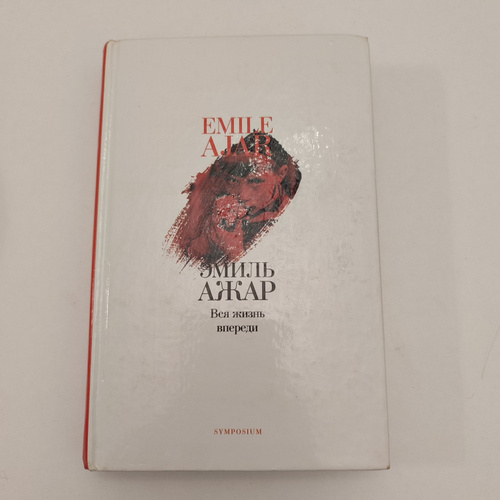 EMILE
AJAR
ЭМИЛЬ
АЖАР
Вся жизнь
впереди
SYMPOSIUM